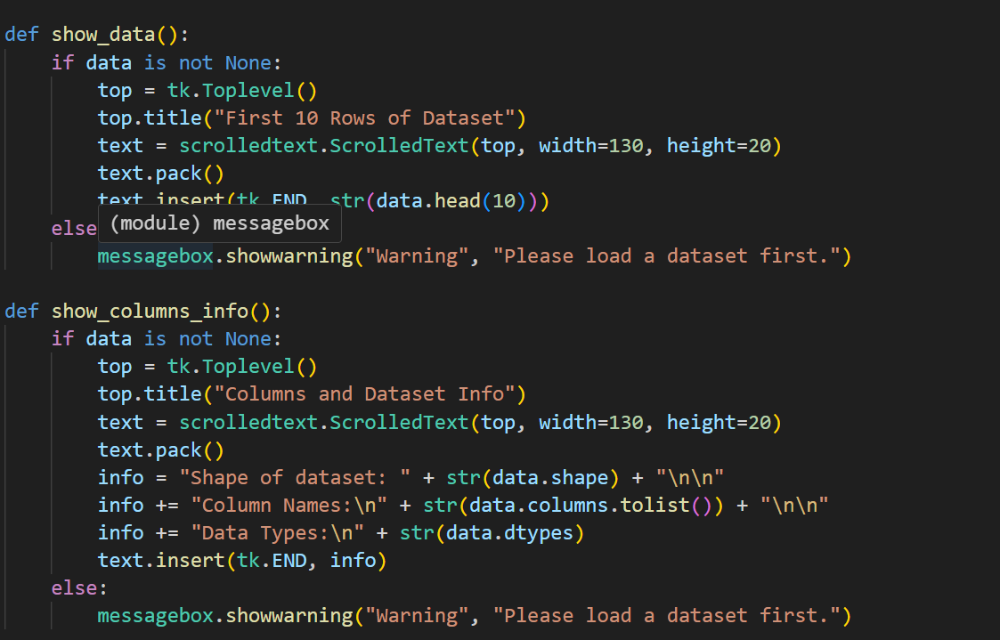 def show_data():
    if data is not None:
        top = tk.Toplevel()
        top.title("First 10 Rows of Dataset")
        text = scrolledtext.ScrolledText(top, width=130, height=20)
        text.pack()
        text.insert(tk.END, str(data.head(10)))
    else
(module) messagebox
        messagebox.showwarning("Warning", "Please load a dataset first.")

def show_columns_info():
    if data is not None:
        top = tk.Toplevel()
        top.title("Columns and Dataset Info")
        text = scrolledtext.ScrolledText(top, width=130, height=20)
        text.pack()
        info = "Shape of dataset: " + str(data.shape) + "\n\n"
        info += "Column Names:\n" + str(data.columns.tolist()) + "\n\n"
        info += "Data Types:\n" + str(data.dtypes)
        text.insert(tk.END, info)
    else:
        messagebox.showwarning("Warning", "Please load a dataset first.")